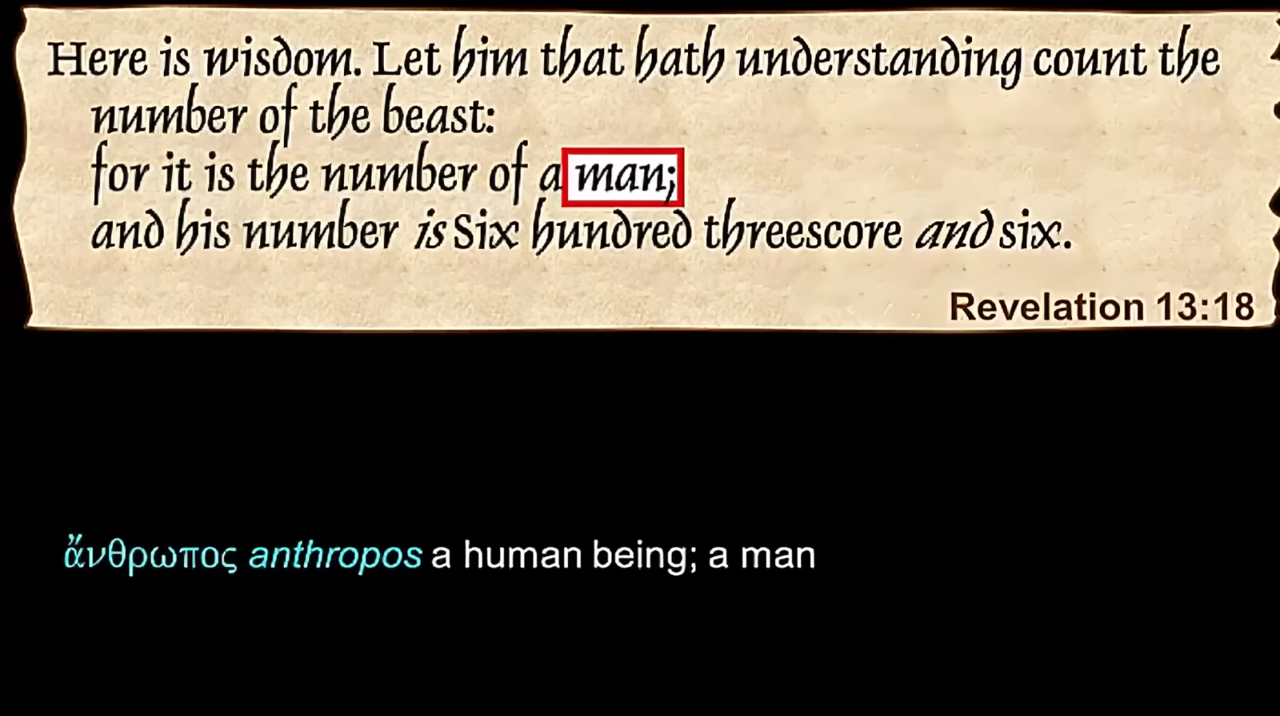 Here is wisdom. Let him that hath understanding count the
number of the beast:
for it is the number of a man;
and his number is Six hundred threescore and six.
Revelation 13:18
ἄνθρωπος anthropos a human being; a man